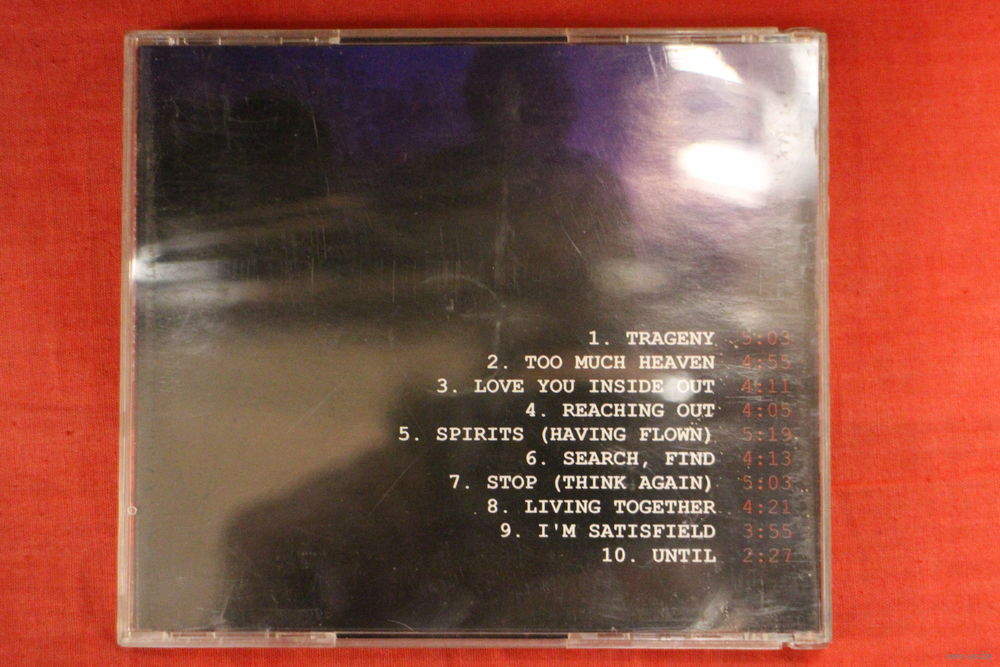 1. TRAGENY 5:03
2. TOO MUCH HEAVEN 4:55
3. LOVE YOU INSIDE OUT 4:11
4. REACHING OUT 4:05
5. SPIRITS (HAVING FLOWN) 5:19
6. SEARCH, FIND 4:13
7. STOP (THINK AGAIN) 5:03
8. LIVING TOGETHER 4:21
9. I'M SATISFIELD 3:55
10. UNTIL 2:27